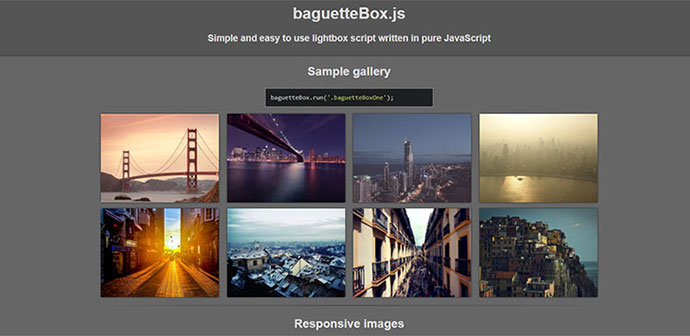 baguetteBox.js
Simple and easy to use lightbox script written in pure JavaScript
Sample gallery
baguetteBox.run('.baguetteBoxOne');
Responsive images